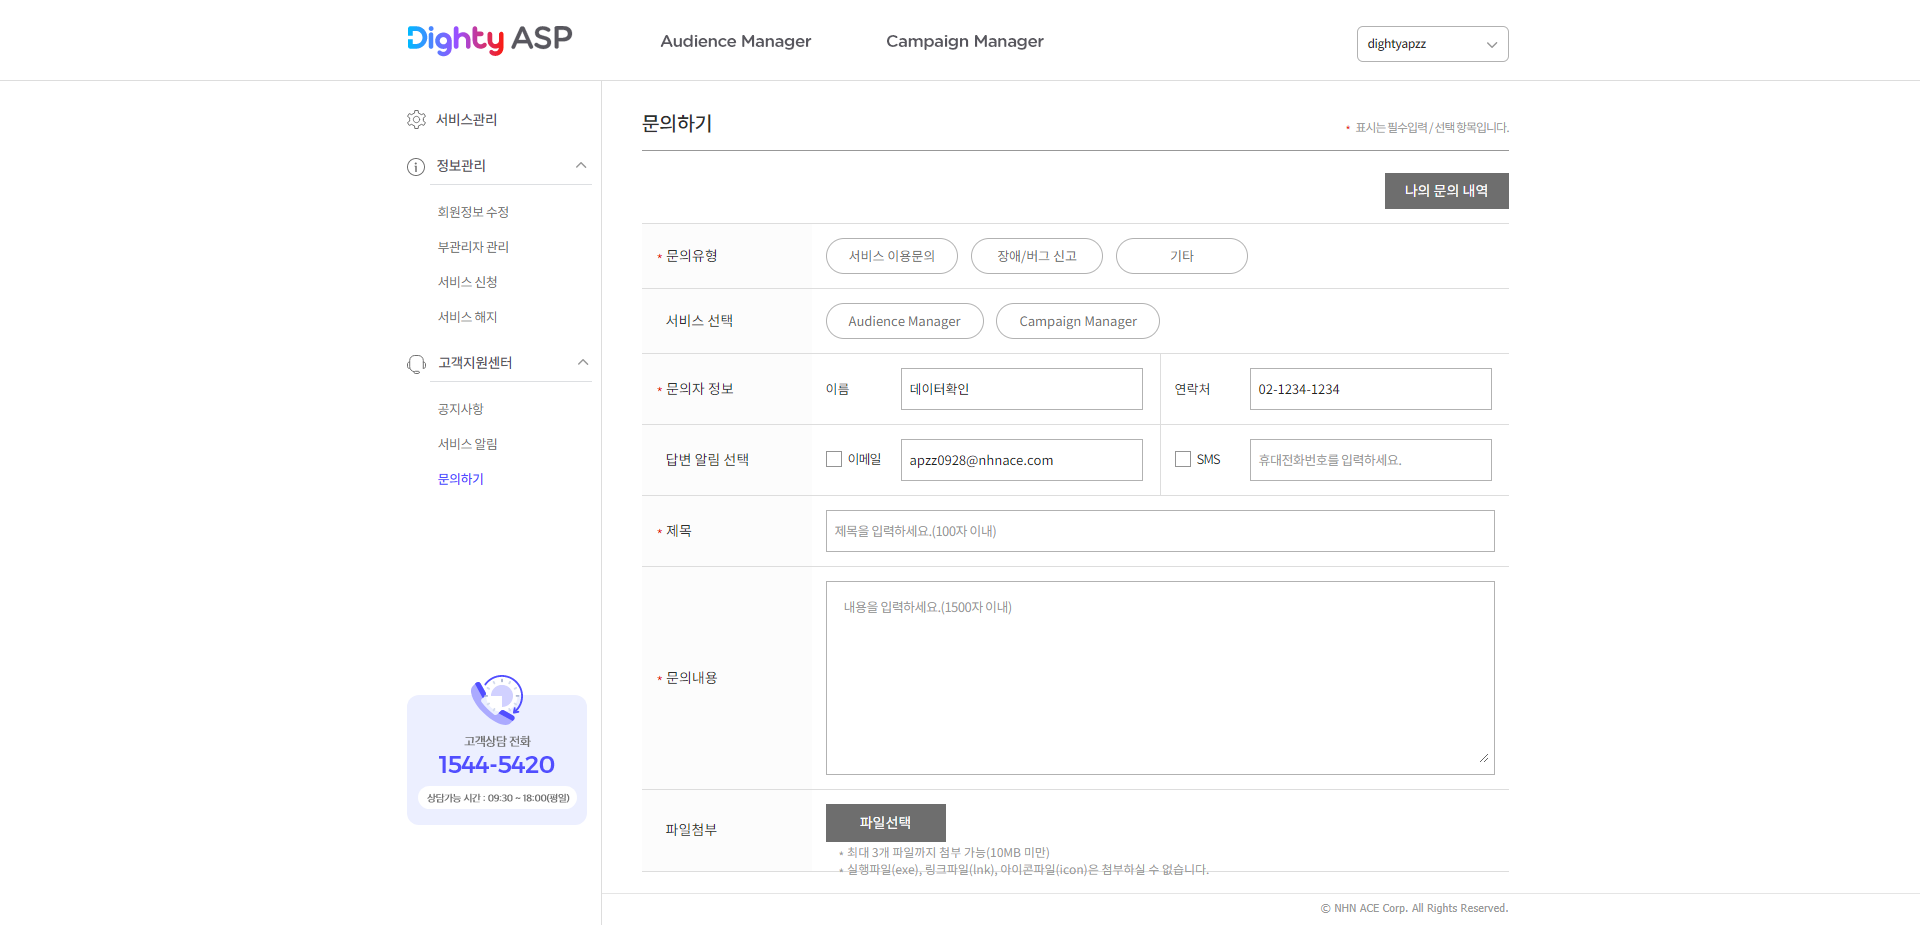 Dighty ASP
Audience Manager
Campaign Manager
dightyapzz
서비스관리
정보관리
회원정보 수정
부관리자 관리
서비스 신청
서비스 해지
고객지원센터
공지사항
서비스 알림
문의하기
고객상담 전화
1544-5420
상담가능 시간 : 09:30 ~ 18:00(평일)
문의하기
* 표시는 필수입력 / 선택 항목입니다.
나의 문의 내역
* 문의유형
서비스 이용문의
장애/버그 신고
기타
서비스 선택
Audience Manager
Campaign Manager
* 문의자 정보
이름
데이터확인
연락처
02-1234-1234
답변 알림 선택
이메일
apzz0928@nhnace.com
SMS
휴대전화번호를 입력하세요.
* 제목
제목을 입력하세요.(100자 이내)
* 문의내용
내용을 입력하세요.(1500자 이내)
파일첨부
파일선택
* 최대 3개 파일까지 첨부 가능(10MB 미만)
* 실행파일(exe), 링크파일(lnk), 아이콘파일(icon)은 첨부하실 수 없습니다.
© NHN ACE Corp. All Rights Reserved.